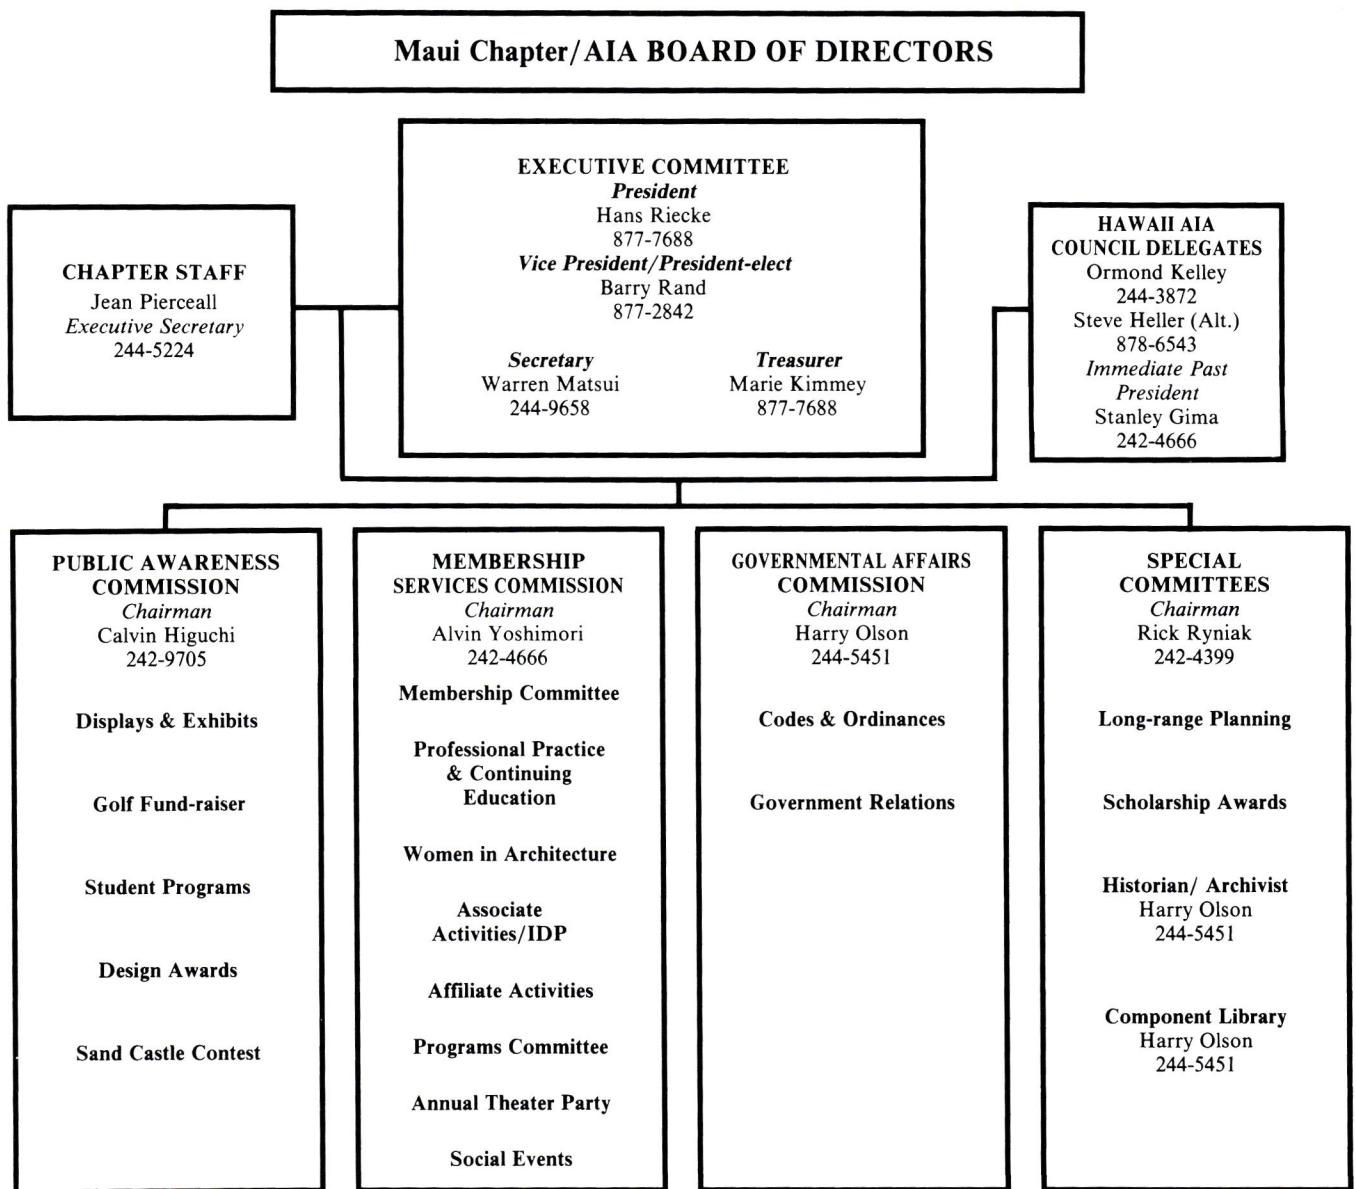 Maui Chapter/AIA BOARD OF DIRECTORS
EXECUTIVE COMMITTEE
President
Hans Riecke
877-7688
Vice President/President-elect
Barry Rand
877-2842
Secretary
Warren Matsui
244-9658
Treasurer
Marie Kimmey
877-7688
CHAPTER STAFF
Jean Pierceall
Executive Secretary
244-5224
HAWAII AIA
COUNCIL DELEGATES
Ormond Kelley
244-3872
Steve Heller (Alt.)
878-6543
Immediate Past
President
Stanley Gima
242-4666
PUBLIC AWARENESS
COMMISSION
Chairman
Calvin Higuchi
242-9705
Displays & Exhibits
Golf Fund-raiser
Student Programs
Design Awards
Sand Castle Contest
MEMBERSHIP
SERVICES COMMISSION
Chairman
Alvin Yoshimori
242-4666
Membership Committee
Professional Practice
& Continuing
Education
Women in Architecture
Associate
Activities/IDP
Affiliate Activities
Programs Committee
Annual Theater Party
Social Events
GOVERNMENTAL AFFAIRS
COMMISSION
Chairman
Harry Olson
244-5451
Codes & Ordinances
Government Relations
SPECIAL
COMMITTEES
Chairman
Rick Ryniak
242-4399
Long-range Planning
Scholarship Awards
Historian/ Archivist
Harry Olson
244-5451
Component Library
Harry Olson
244-5451